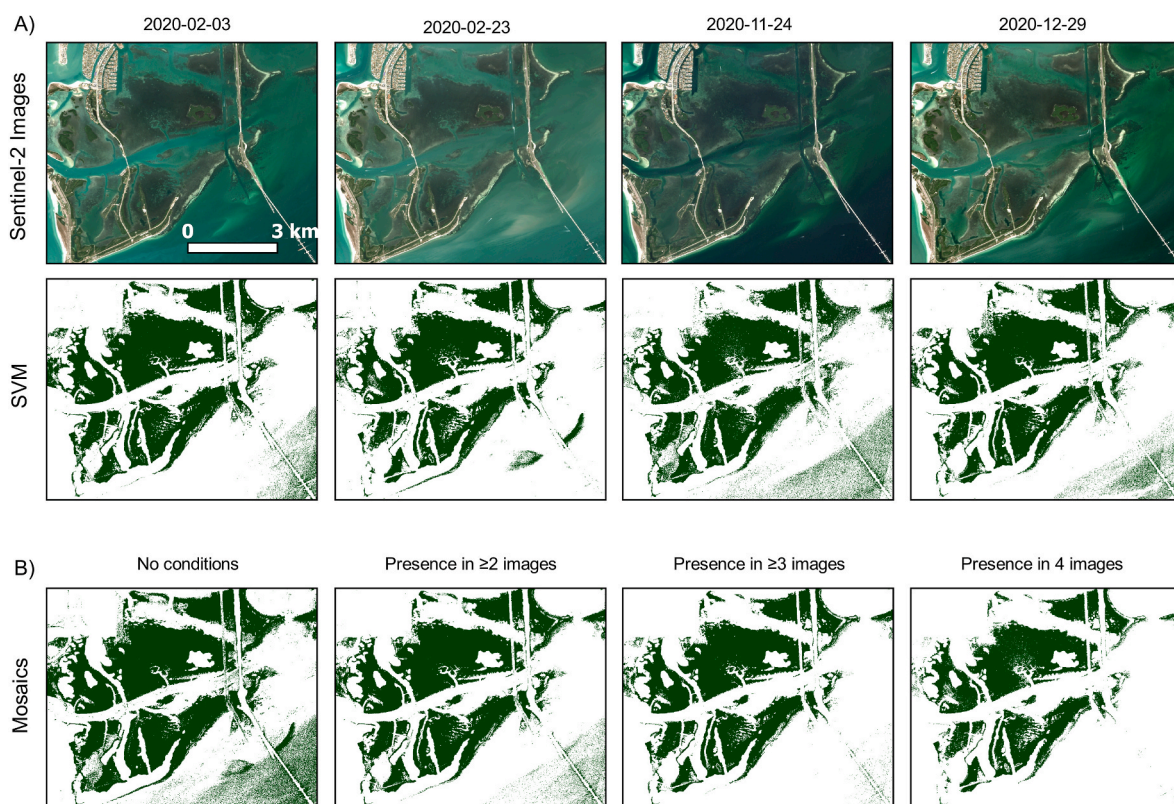 A)
2020-02-03 2020-02-23 2020-11-24 2020-12-29
Sentinel-2 Images
0 3 km
SVM
B)
No conditions Presence in ≥2 images Presence in ≥3 images Presence in 4 images
Mosaics